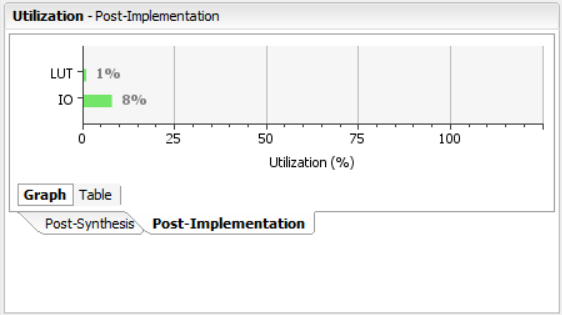 Utilization - Post-Implementation
LUT 1%
IO 8%
0 25 50 75 100
Utilization (%)
Graph Table
Post-Synthesis Post-Implementation